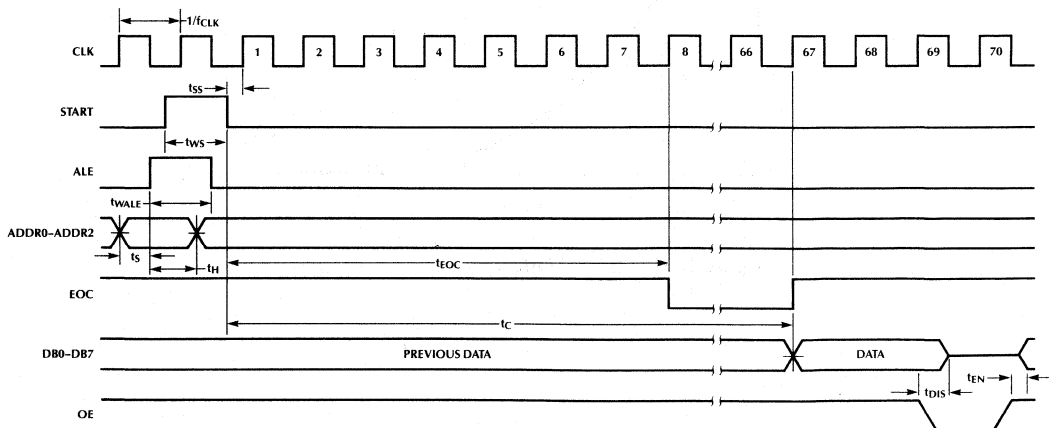 1/fCLK
CLK 1 2 3 4 5 6 7 8 66 67 68 69 70
tSS
START
tWS
ALE
tWALE
ADDR0–ADDR2
tS tH tEOC
EOC
tC
DB0–DB7 PREVIOUS DATA DATA
tDIS tEN
OE